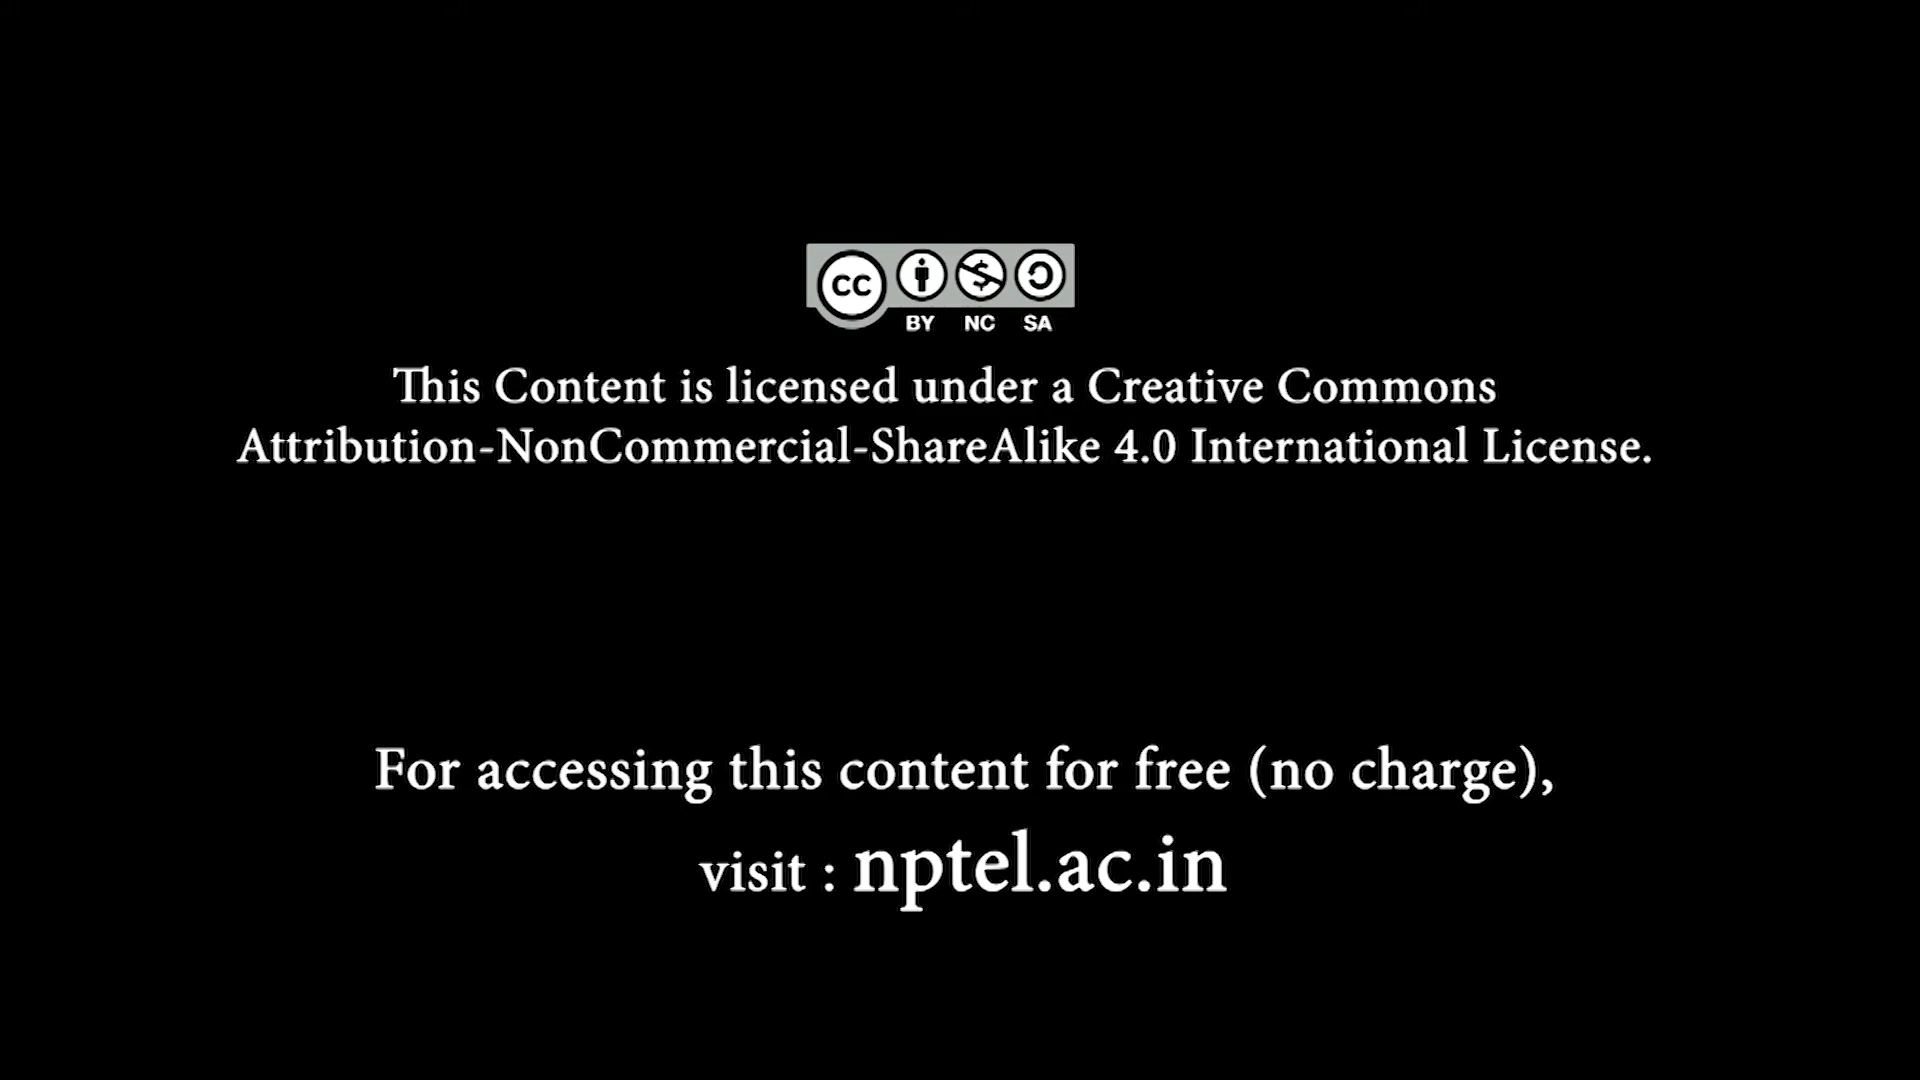 cc
BY NC SA
This Content is licensed under a Creative Commons
Attribution-NonCommercial-ShareAlike 4.0 International License.
For accessing this content for free (no charge),
visit : nptel.ac.in